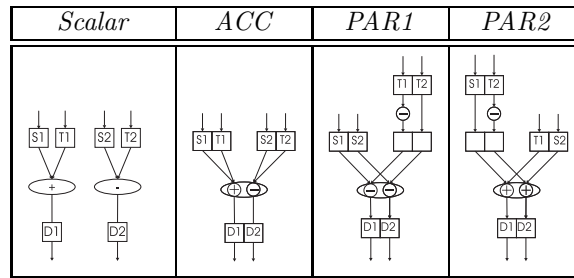 Scalar ACC PAR1 PAR2
T1 T2 S1 T2
S1 T1 S2 T2 S1 T1 S2 T2 S1 S2 T1 S2
+ - + − − − + +
D1 D2 D1 D2 D1 D2 D1 D2